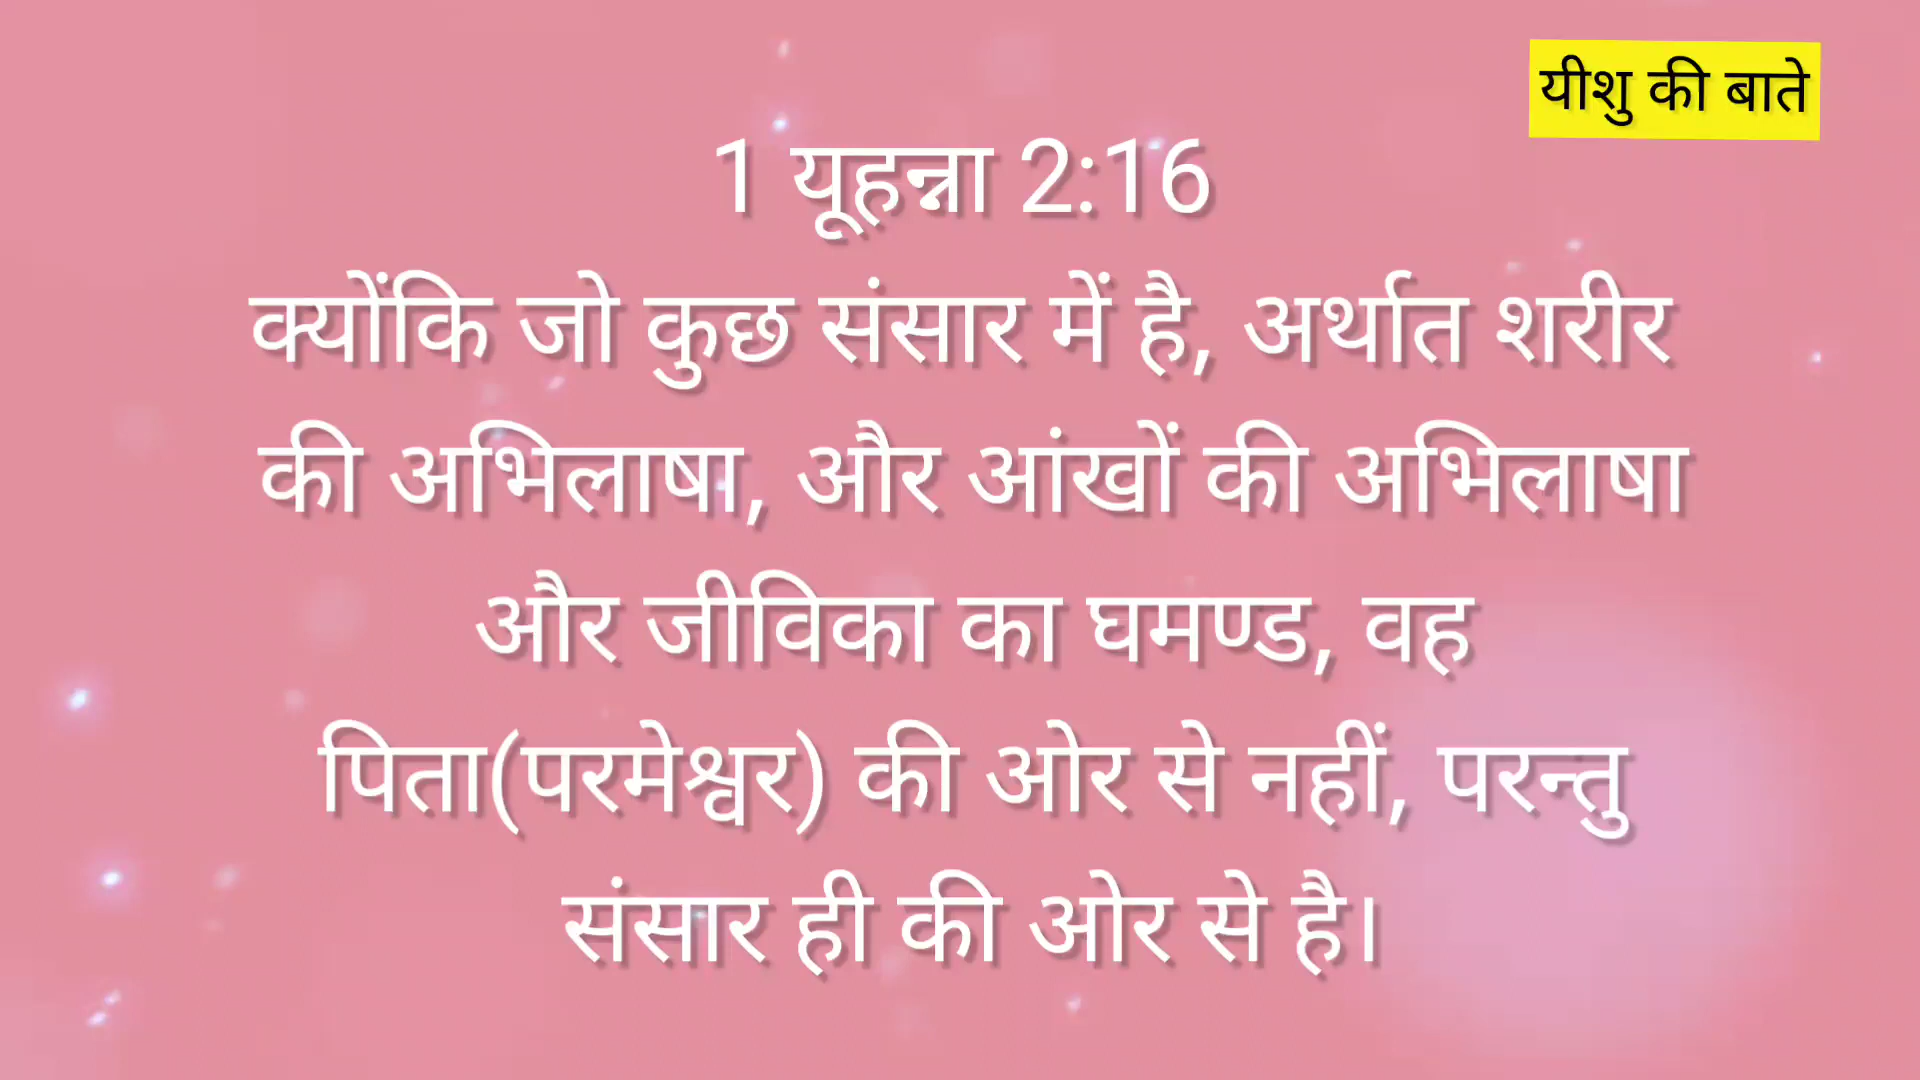 यीशु की बाते
1 यूहन्ना 2:16
क्योंकि जो कुछ संसार में है, अर्थात शरीर
की अभिलाषा, और आंखों की अभिलाषा
और जीविका का घमण्ड, वह
पिता(परमेश्वर) की ओर से नहीं, परन्तु
संसार ही की ओर से है।